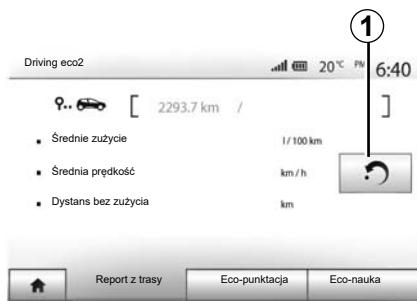 1
Driving eco2 20°C PM 6:40
[ 2293.7 km / ]
Średnie zużycie l / 100 km
Średnia prędkość km / h
Dystans bez zużycia km
Report z trasy Eco-punktacja Eco-nauka